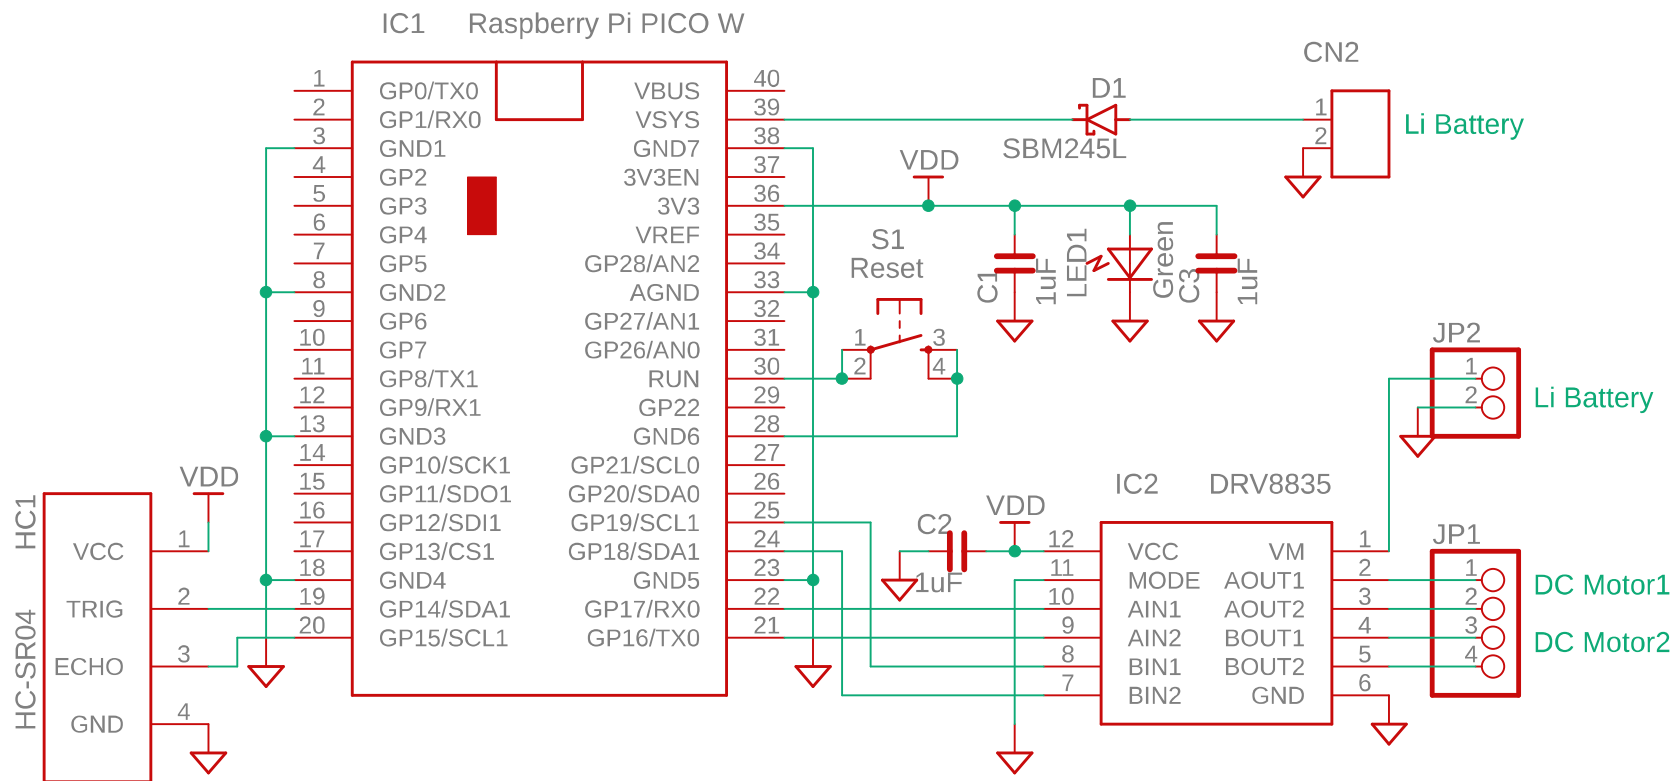 IC1 Raspberry Pi PICO W
1 GP0/TX0 VBUS 40
2 GP1/RX0 VSYS 39
3 GND1 GND7 38
4 GP2 3V3EN 37
5 GP3 3V3 36
6 GP4 VREF 35
7 GP5 GP28/AN2 34
8 GND2 AGND 33
9 GP6 GP27/AN1 32
10 GP7 GP26/AN0 31
11 GP8/TX1 RUN 30
12 GP9/RX1 GP22 29
13 GND3 GND6 28
14 GP10/SCK1 GP21/SCL0 27
15 GP11/SDO1 GP20/SDA0 26
16 GP12/SDI1 GP19/SCL1 25
17 GP13/CS1 GP18/SDA1 24
18 GND4 GND5 23
19 GP14/SDA1 GP17/RX0 22
20 GP15/SCL1 GP16/TX0 21
CN2
1
2
Li Battery
D1
SBM245L
VDD
C1
1uF
LED1
Green
C3
1uF
S1
Reset
1 3
2 4
JP2
1
2
Li Battery
VDD
HC1
HC-SR04
VCC 1
TRIG 2
ECHO 3
GND 4
C2
1uF
VDD
IC2 DRV8835
12 VCC VM 1
11 MODE AOUT1 2
10 AIN1 AOUT2 3
9 AIN2 BOUT1 4
8 BIN1 BOUT2 5
7 BIN2 GND 6
JP1
1
2
3
4
DC Motor1
DC Motor2